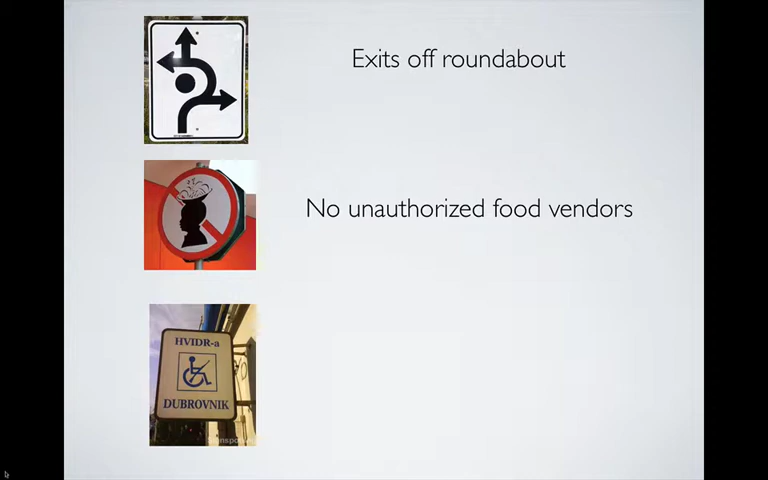 Exits off roundabout
No unauthorized food vendors
HVIDR-a
DUBROVNIK